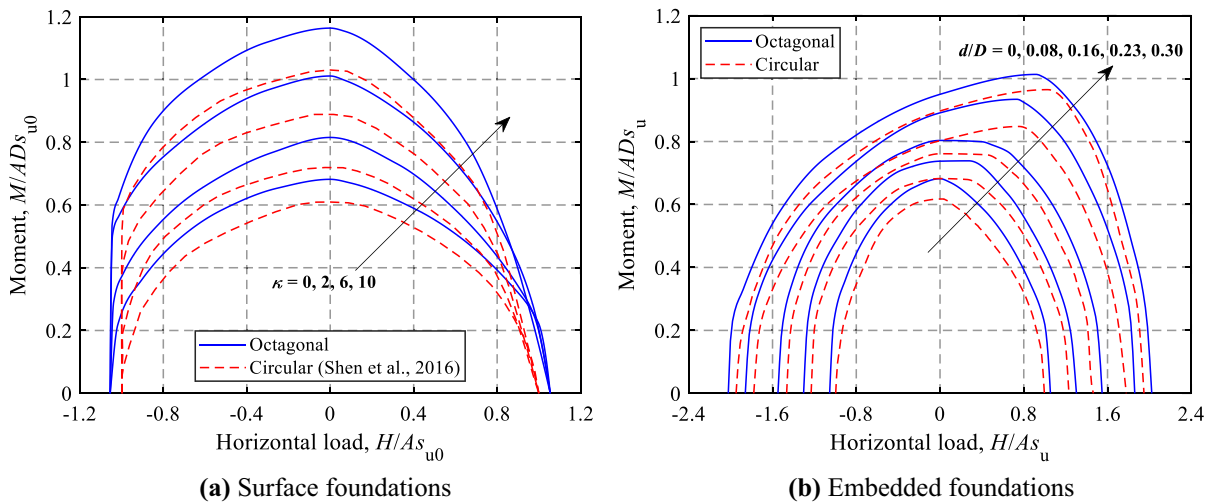 1.2
1
0.8
0.6
0.4
0.2
0
Moment, M/ADs_u0
κ = 0, 2, 6, 10
Octagonal
Circular (Shen et al., 2016)
-1.2 -0.8 -0.4 0 0.4 0.8 1.2
Horizontal load, H/As_u0
(a) Surface foundations
1.2
1
0.8
0.6
0.4
0.2
0
Moment, M/ADs_u
Octagonal
Circular
d/D = 0, 0.08, 0.16, 0.23, 0.30
-2.4 -1.6 -0.8 0 0.8 1.6 2.4
Horizontal load, H/As_u
(b) Embedded foundations